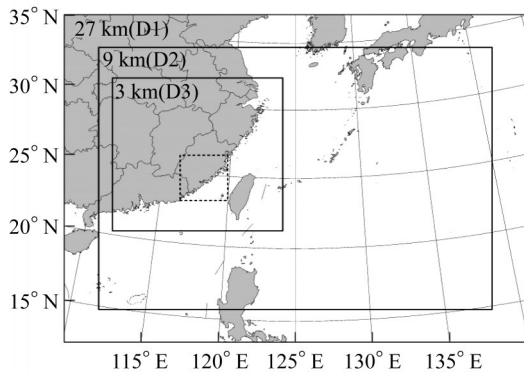 35° N
27 km(D1)
9 km(D2)
30° N
3 km(D3)
25° N
20° N
15° N
115° E 120° E 125° E 130° E 135° E